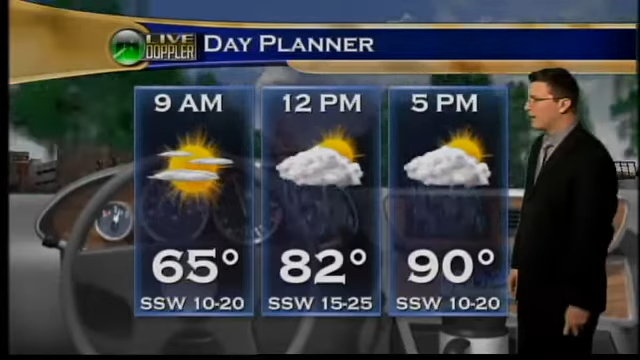 LIVE
DOPPLER
DAY PLANNER
9 AM
12 PM
5 PM
65°
82°
90°
SSW 10-20
SSW 15-25
SSW 10-20